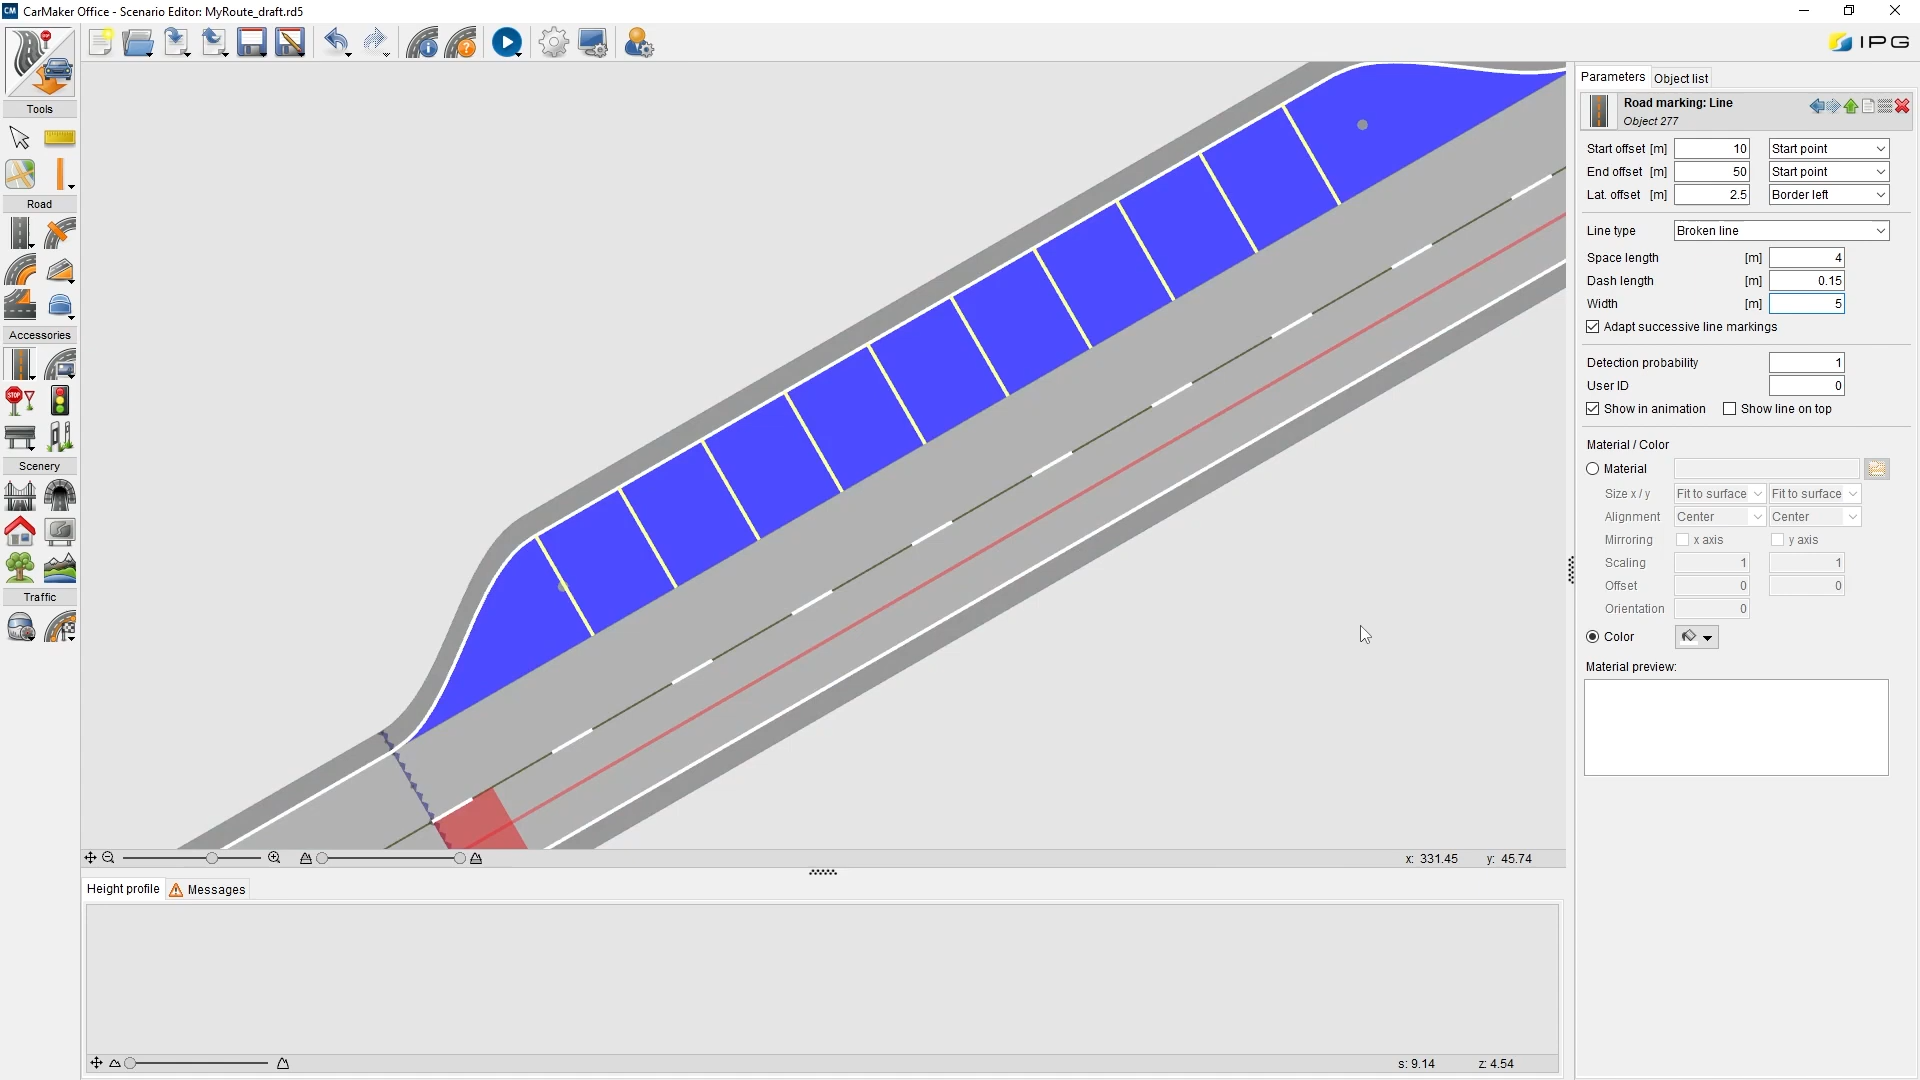 CM CarMaker Office - Scenario Editor: MyRoute_draft.rd5
IPG
Tools
Road
Accessories
STOP
Scenery
Traffic
x: 331.45 y: 45.74
Height profile Messages
s: 9.14 z: 4.54
Parameters Object list
Road marking: Line
Object 277
Start offset [m] 10 Start point
End offset [m] 50 Start point
Lat. offset [m] 2.5 Border left
Line type Broken line
Space length [m] 4
Dash length [m] 0.15
Width [m] 5
Adapt successive line markings
Detection probability 1
User ID 0
Show in animation Show line on top
Material / Color
Material
Size x / y Fit to surface Fit to surface
Alignment Center Center
Mirroring x axis y axis
Scaling 1 1
Offset 0 0
Orientation 0
Color
Material preview: